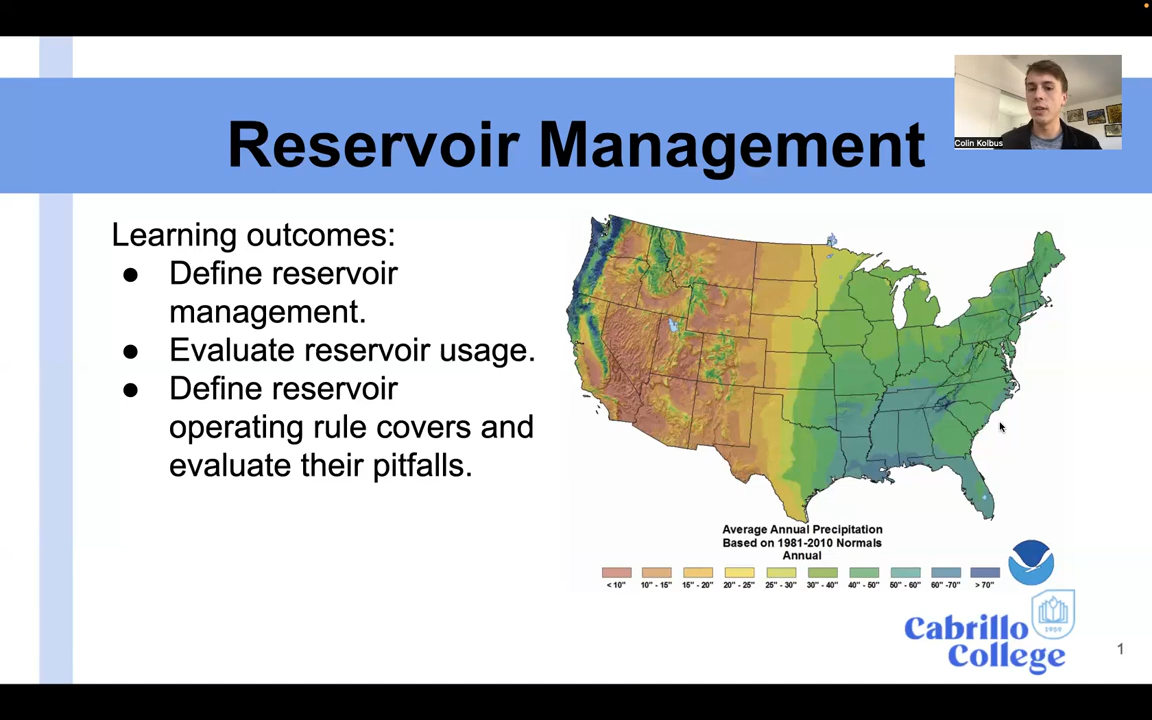 Reservoir Management
Colin Kolbus
Learning outcomes:
● Define reservoir
management.
● Evaluate reservoir usage.
● Define reservoir
operating rule covers and
evaluate their pitfalls.
Average Annual Precipitation
Based on 1981-2010 Normals
Annual
< 10" 10" - 15" 15" - 20" 20" - 25" 25" - 30" 30" - 40" 40" - 50" 50" - 60" 60" -70" > 70"
1959
Cabrillo
College
1